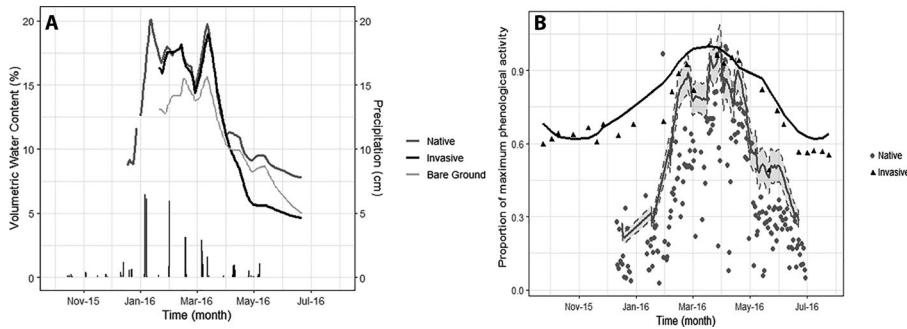 A
Volumetric Water Content (%)
20
15
10
5
0
20
15
10
5
0
Precipitation (cm)
Nov-15 Jan-16 Mar-16 May-16 Jul-16
Time (month)
Native
Invasive
Bare Ground
B
Proportion of maximum phenological activity
0.9
0.6
0.3
0.0
Nov-15 Jan-16 Mar-16 May-16 Jul-16
Time (month)
Native
Invasive